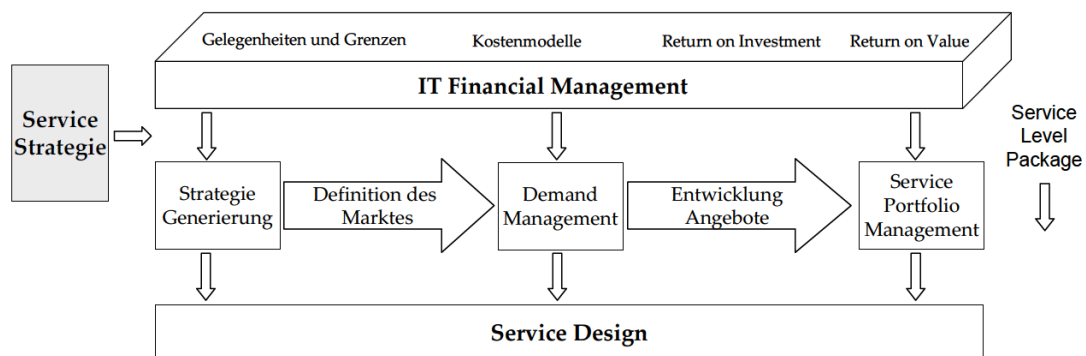 Gelegenheiten und Grenzen
Kostenmodelle
Return on Investment
Return on Value
IT Financial Management
Service
Strategie
Service
Level
Package
Strategie
Generierung
Definition des
Marktes
Demand
Management
Entwicklung
Angebote
Service
Portfolio
Management
Service Design